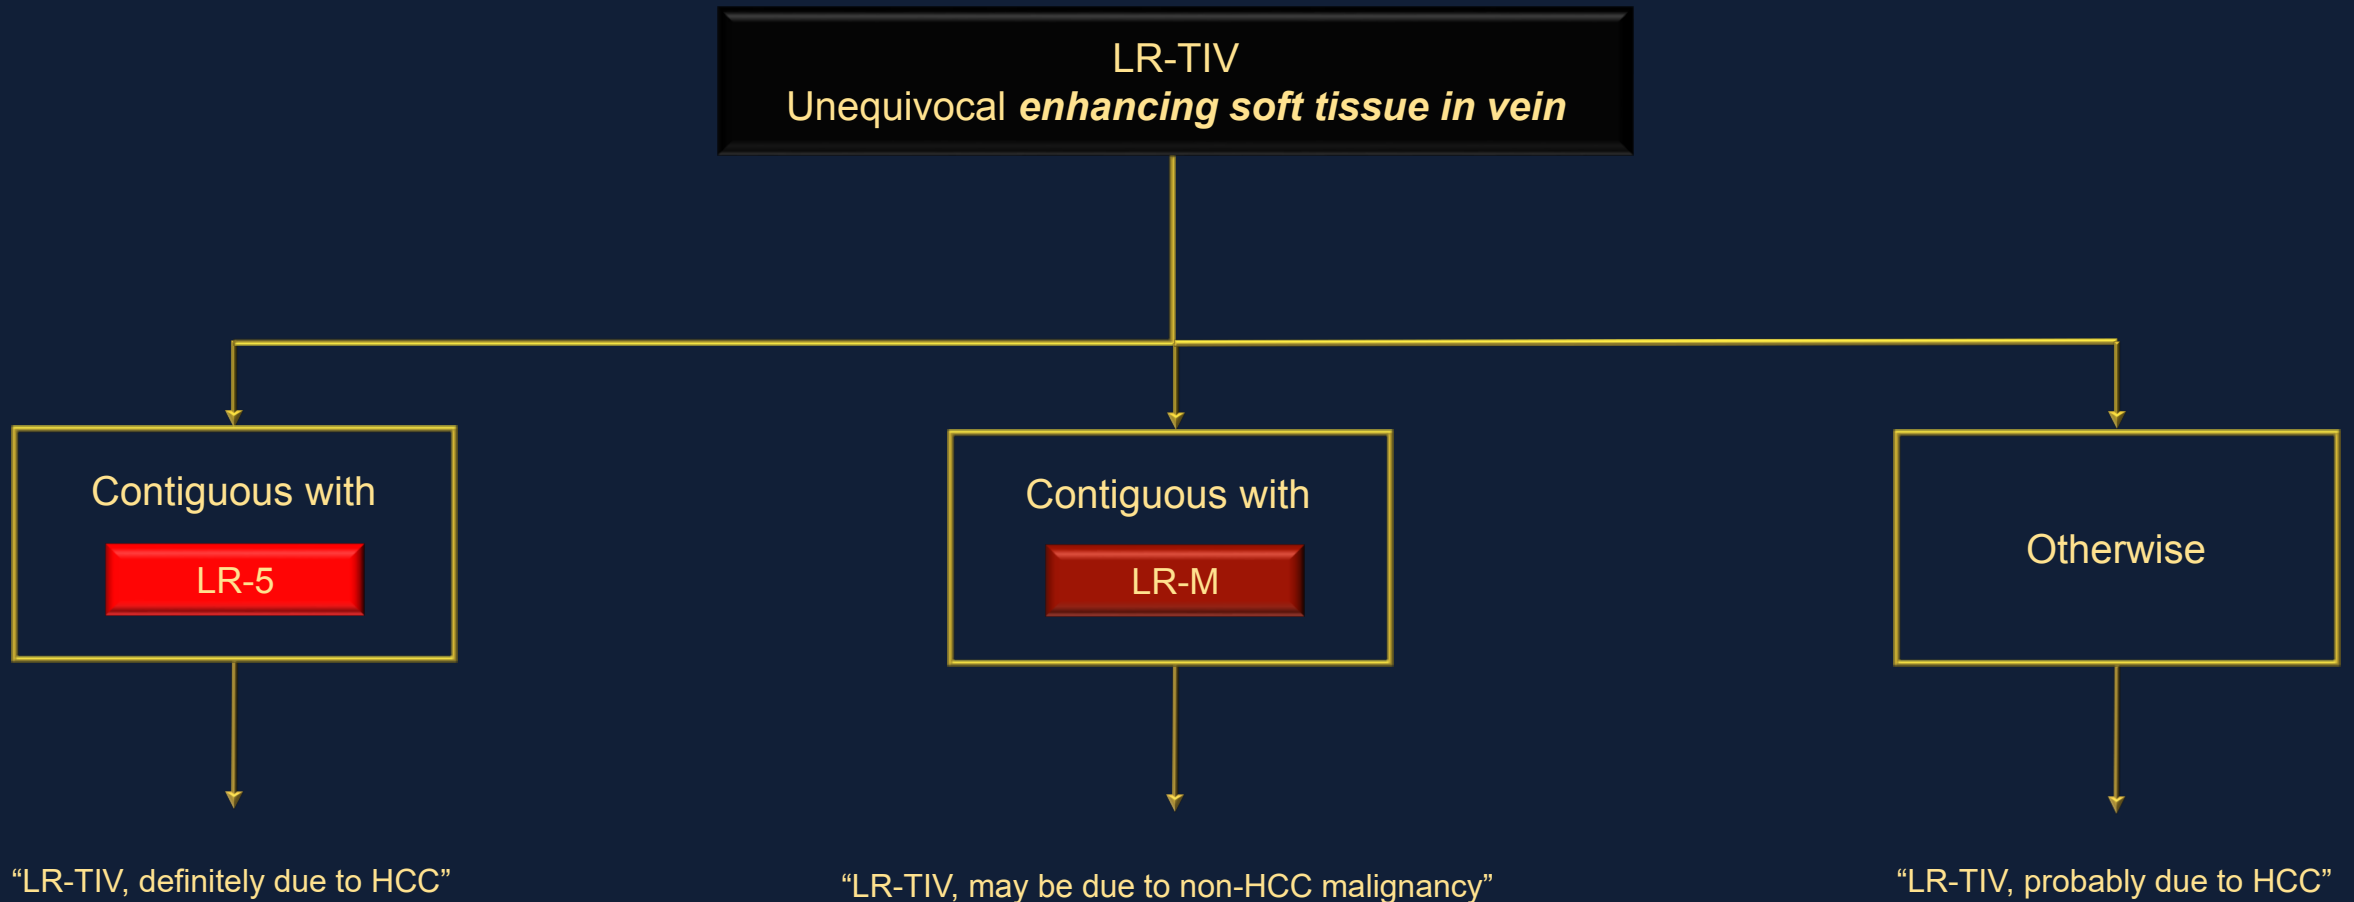 LR-TIV
Unequivocal enhancing soft tissue in vein
Contiguous with
LR-5
Contiguous with
LR-M
Otherwise
“LR-TIV, definitely due to HCC”
“LR-TIV, may be due to non-HCC malignancy”
“LR-TIV, probably due to HCC”